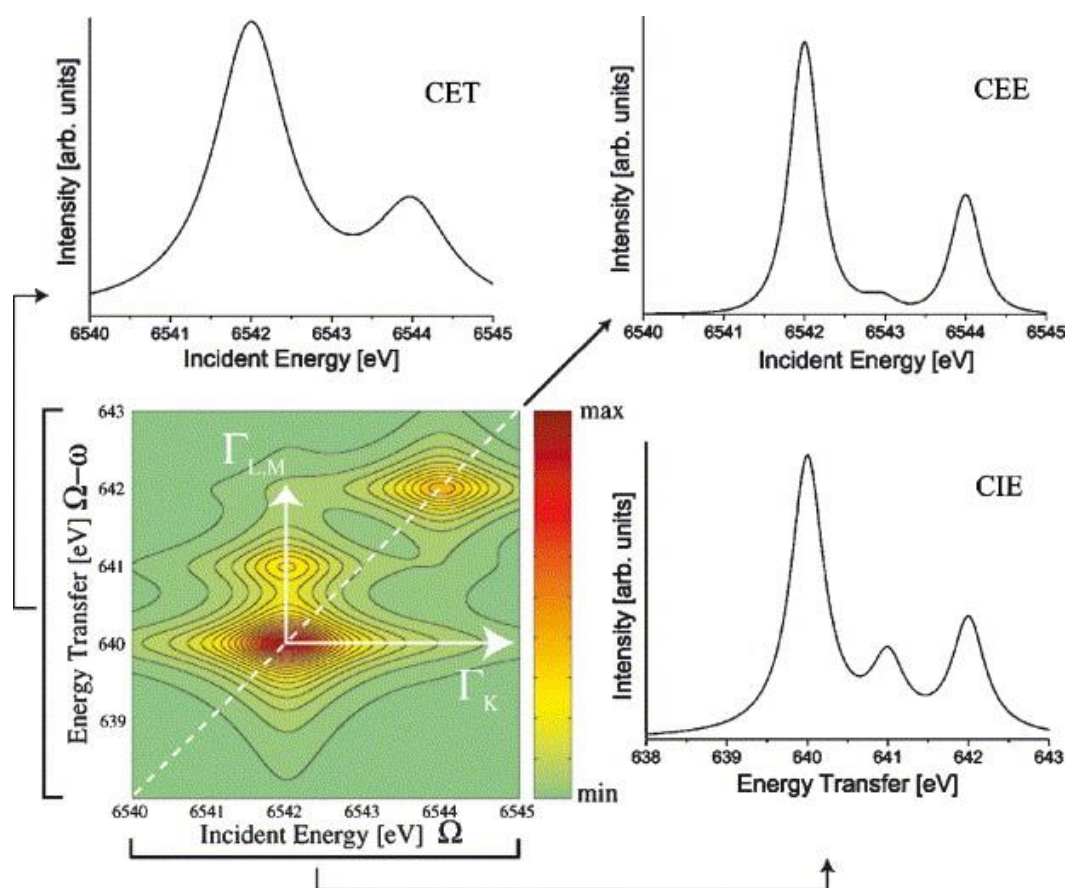 CET
Intensity [arb. units]
6540 6541 6542 6543 6544 6545
Incident Energy [eV]
CEE
Intensity [arb. units]
6540 6541 6542 6543 6544 6545
Incident Energy [eV]
643
642
641
640
639
Energy Transfer [eV] Ω−ω
Γ L,M
Γ K
6540 6541 6542 6543 6544 6545
Incident Energy [eV] Ω
max
min
CIE
Intensity [arb. units]
638 639 640 641 642 643
Energy Transfer [eV]